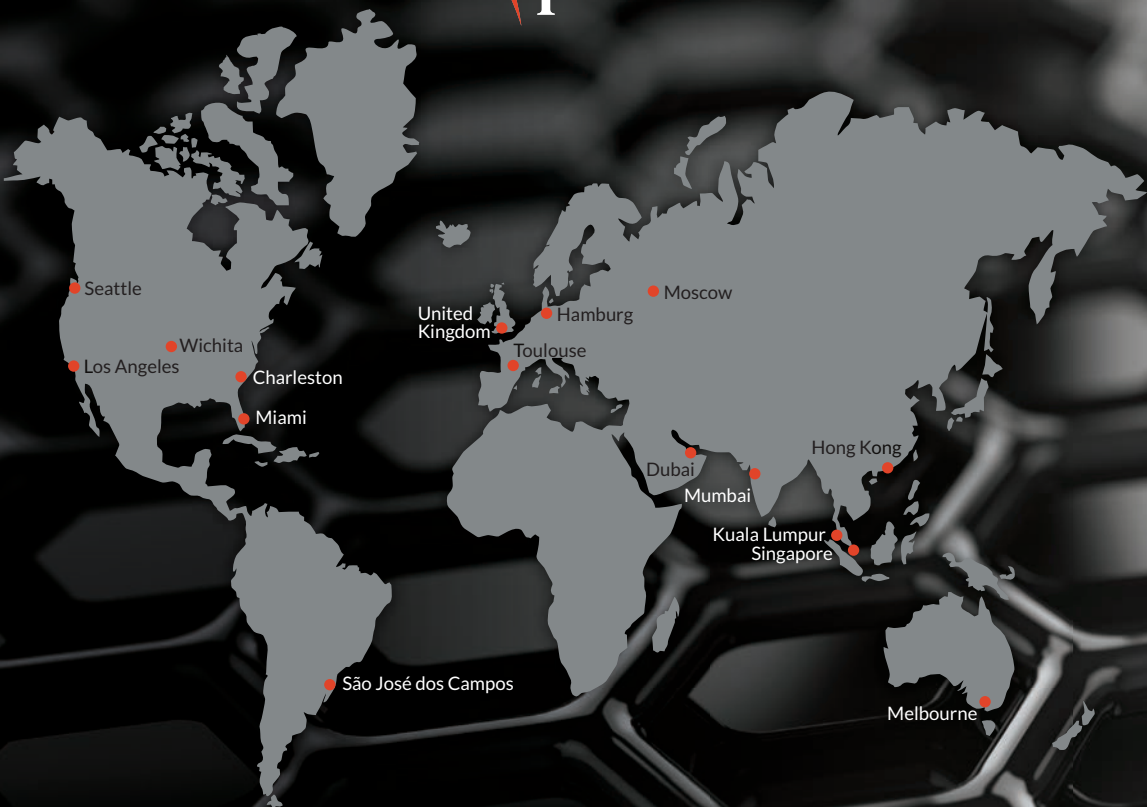 Seattle
Wichita
Los Angeles
Charleston
Miami
São José dos Campos
United
Kingdom
Hamburg
Toulouse
Moscow
Dubai
Mumbai
Hong Kong
Kuala Lumpur
Singapore
Melbourne